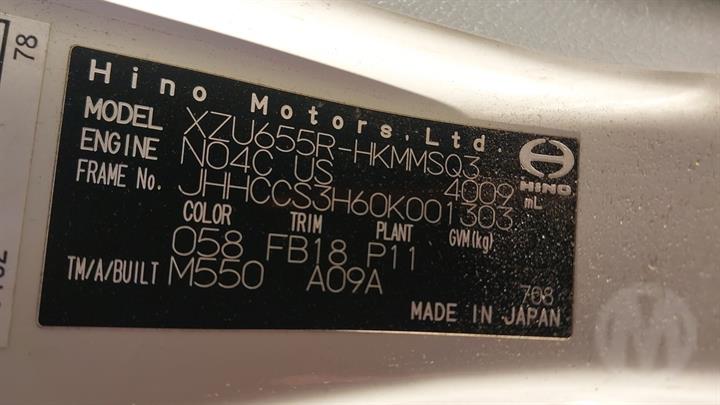 78
Hino Motors, Ltd.
MODEL XZU655R-HKMMSQ3
ENGINE N04C US 4009 mL
FRAME No. JHHCCS3H60K001303
COLOR TRIM PLANT GVM(kg)
058 FB18 P11
TM/A/BUILT M550 A09A
708
MADE IN JAPAN
HINO
M